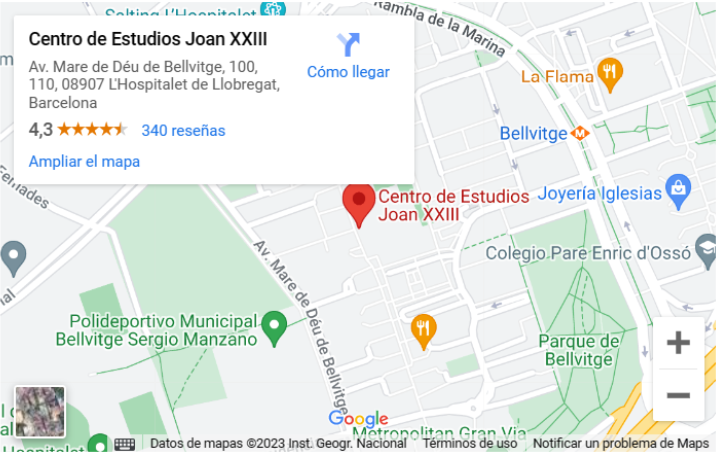 Salting L'Hospitalet
Rambla de la Marina
Centro de Estudios Joan XXIII
Av. Mare de Déu de Bellvitge, 100,
110, 08907 L'Hospitalet de Llobregat,
Barcelona
Cómo llegar
4,3
340 reseñas
Ampliar el mapa
La Flama
Bellvitge
M
Centro de Estudios
Joan XXIII
Joyería Iglesias
Colegio Pare Enric d'Ossó
Av. Mare de Déu de Bellvitge
Polideportivo Municipal
Bellvitge Sergio Manzano
Parque de
Bellvitge
+
−
Google
Metropolitan Gran Via
Hospitalet
Datos de mapas ©2023 Inst. Geogr. Nacional
Términos de uso
Notificar un problema de Maps